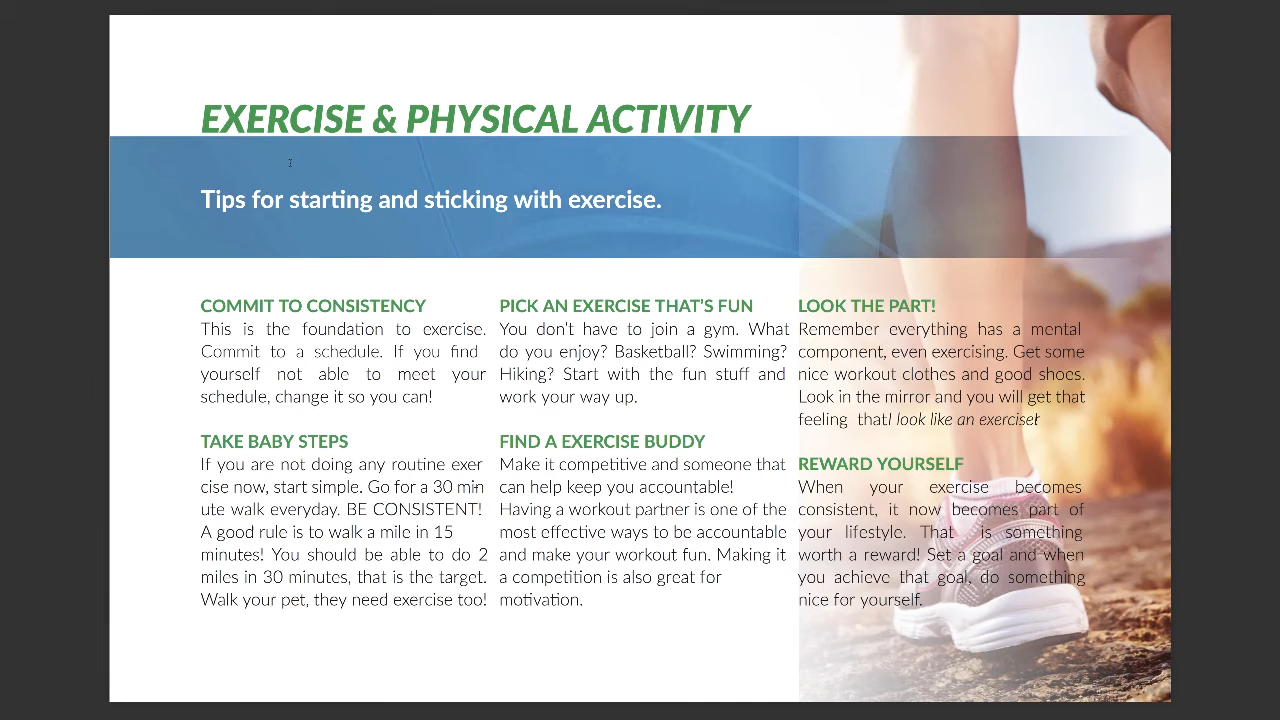 EXERCISE & PHYSICAL ACTIVITY
Tips for starting and sticking with exercise.
COMMIT TO CONSISTENCY
This is the foundation to exercise.
Commit to a schedule. If you find
yourself not able to meet your
schedule, change it so you can!
TAKE BABY STEPS
If you are not doing any routine exer
cise now, start simple. Go for a 30 min-
ute walk everyday. BE CONSISTENT!
A good rule is to walk a mile in 15
minutes! You should be able to do 2
miles in 30 minutes, that is the target.
Walk your pet, they need exercise too!
PICK AN EXERCISE THAT'S FUN
You don't have to join a gym. What
do you enjoy? Basketball? Swimming?
Hiking? Start with the fun stuff and
work your way up.
FIND A EXERCISE BUDDY
Make it competitive and someone that
can help keep you accountable!
Having a workout partner is one of the
most effective ways to be accountable
and make your workout fun. Making it
a competition is also great for
motivation.
LOOK THE PART!
Remember everything has a mental
component, even exercising. Get some
nice workout clothes and good shoes.
Look in the mirror and you will get that
feeling that I look like an exerciser!
REWARD YOURSELF
When your exercise becomes
consistent, it now becomes part of
your lifestyle. That is something
worth a reward! Set a goal and when
you achieve that goal, do something
nice for yourself.